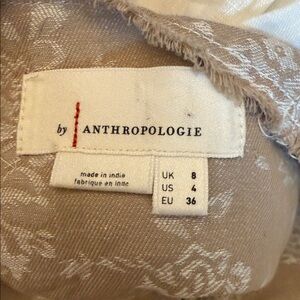 by ANTHROPOLOGIE
made in india
fabriqué en inde
UK 8
US 4
EU 36